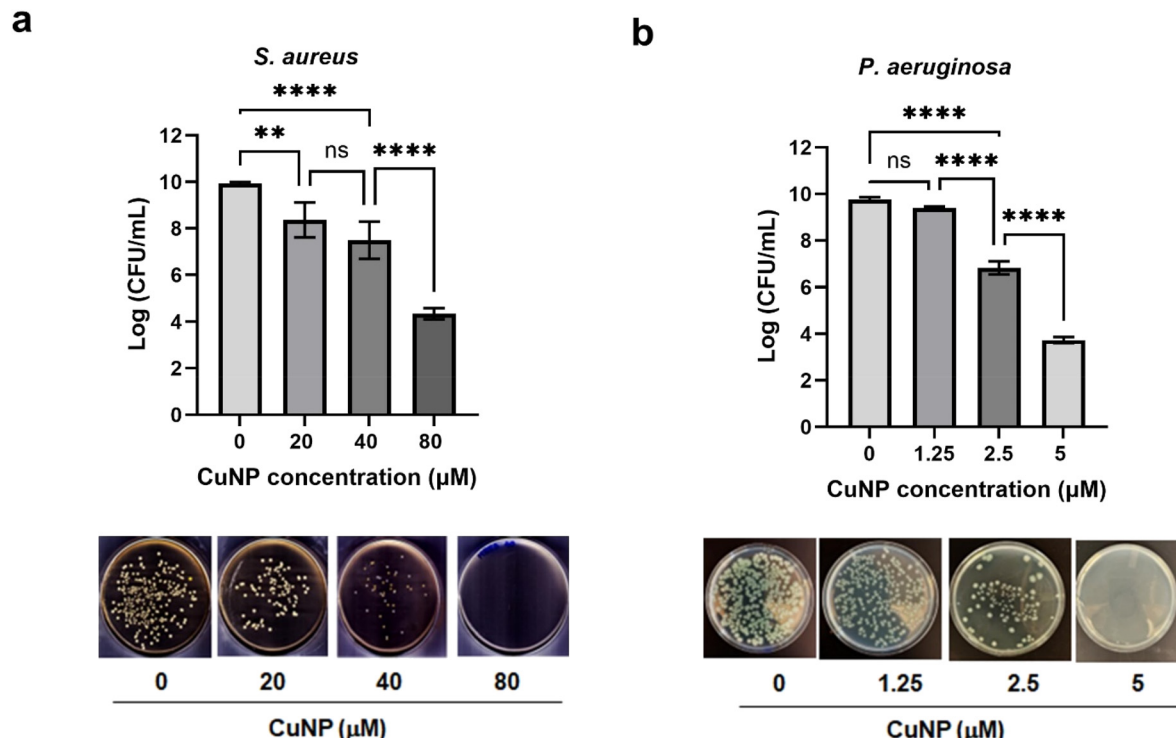 a
S. aureus
****
**
ns
****
12
10
8
6
4
2
0
Log (CFU/mL)
0 20 40 80
CuNP concentration (µM)
0 20 40 80
CuNP (µM)
b
P. aeruginosa
****
ns
****
****
12
10
8
6
4
2
0
Log (CFU/mL)
0 1.25 2.5 5
CuNP concentration (µM)
0 1.25 2.5 5
CuNP (µM)